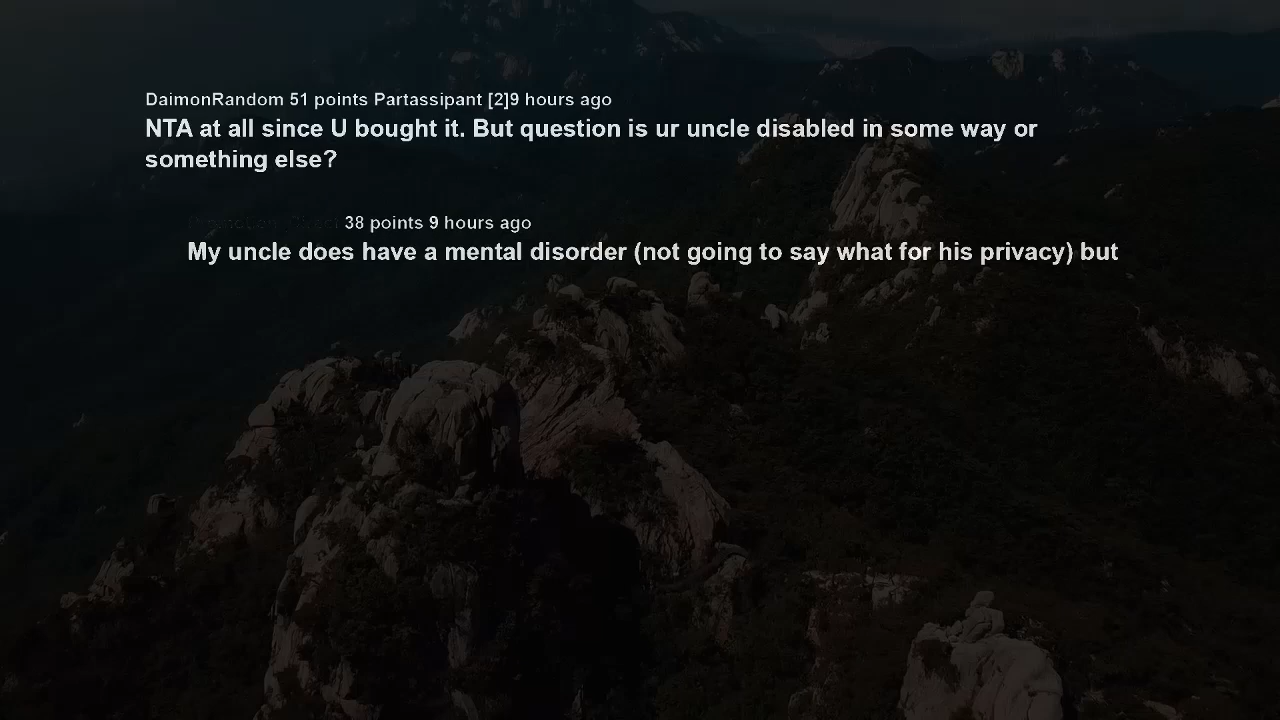 DaimonRandom 51 points Partassipant [2]9 hours ago
NTA at all since U bought it. But question is ur uncle disabled in some way or
something else?
38 points 9 hours ago
My uncle does have a mental disorder (not going to say what for his privacy) but